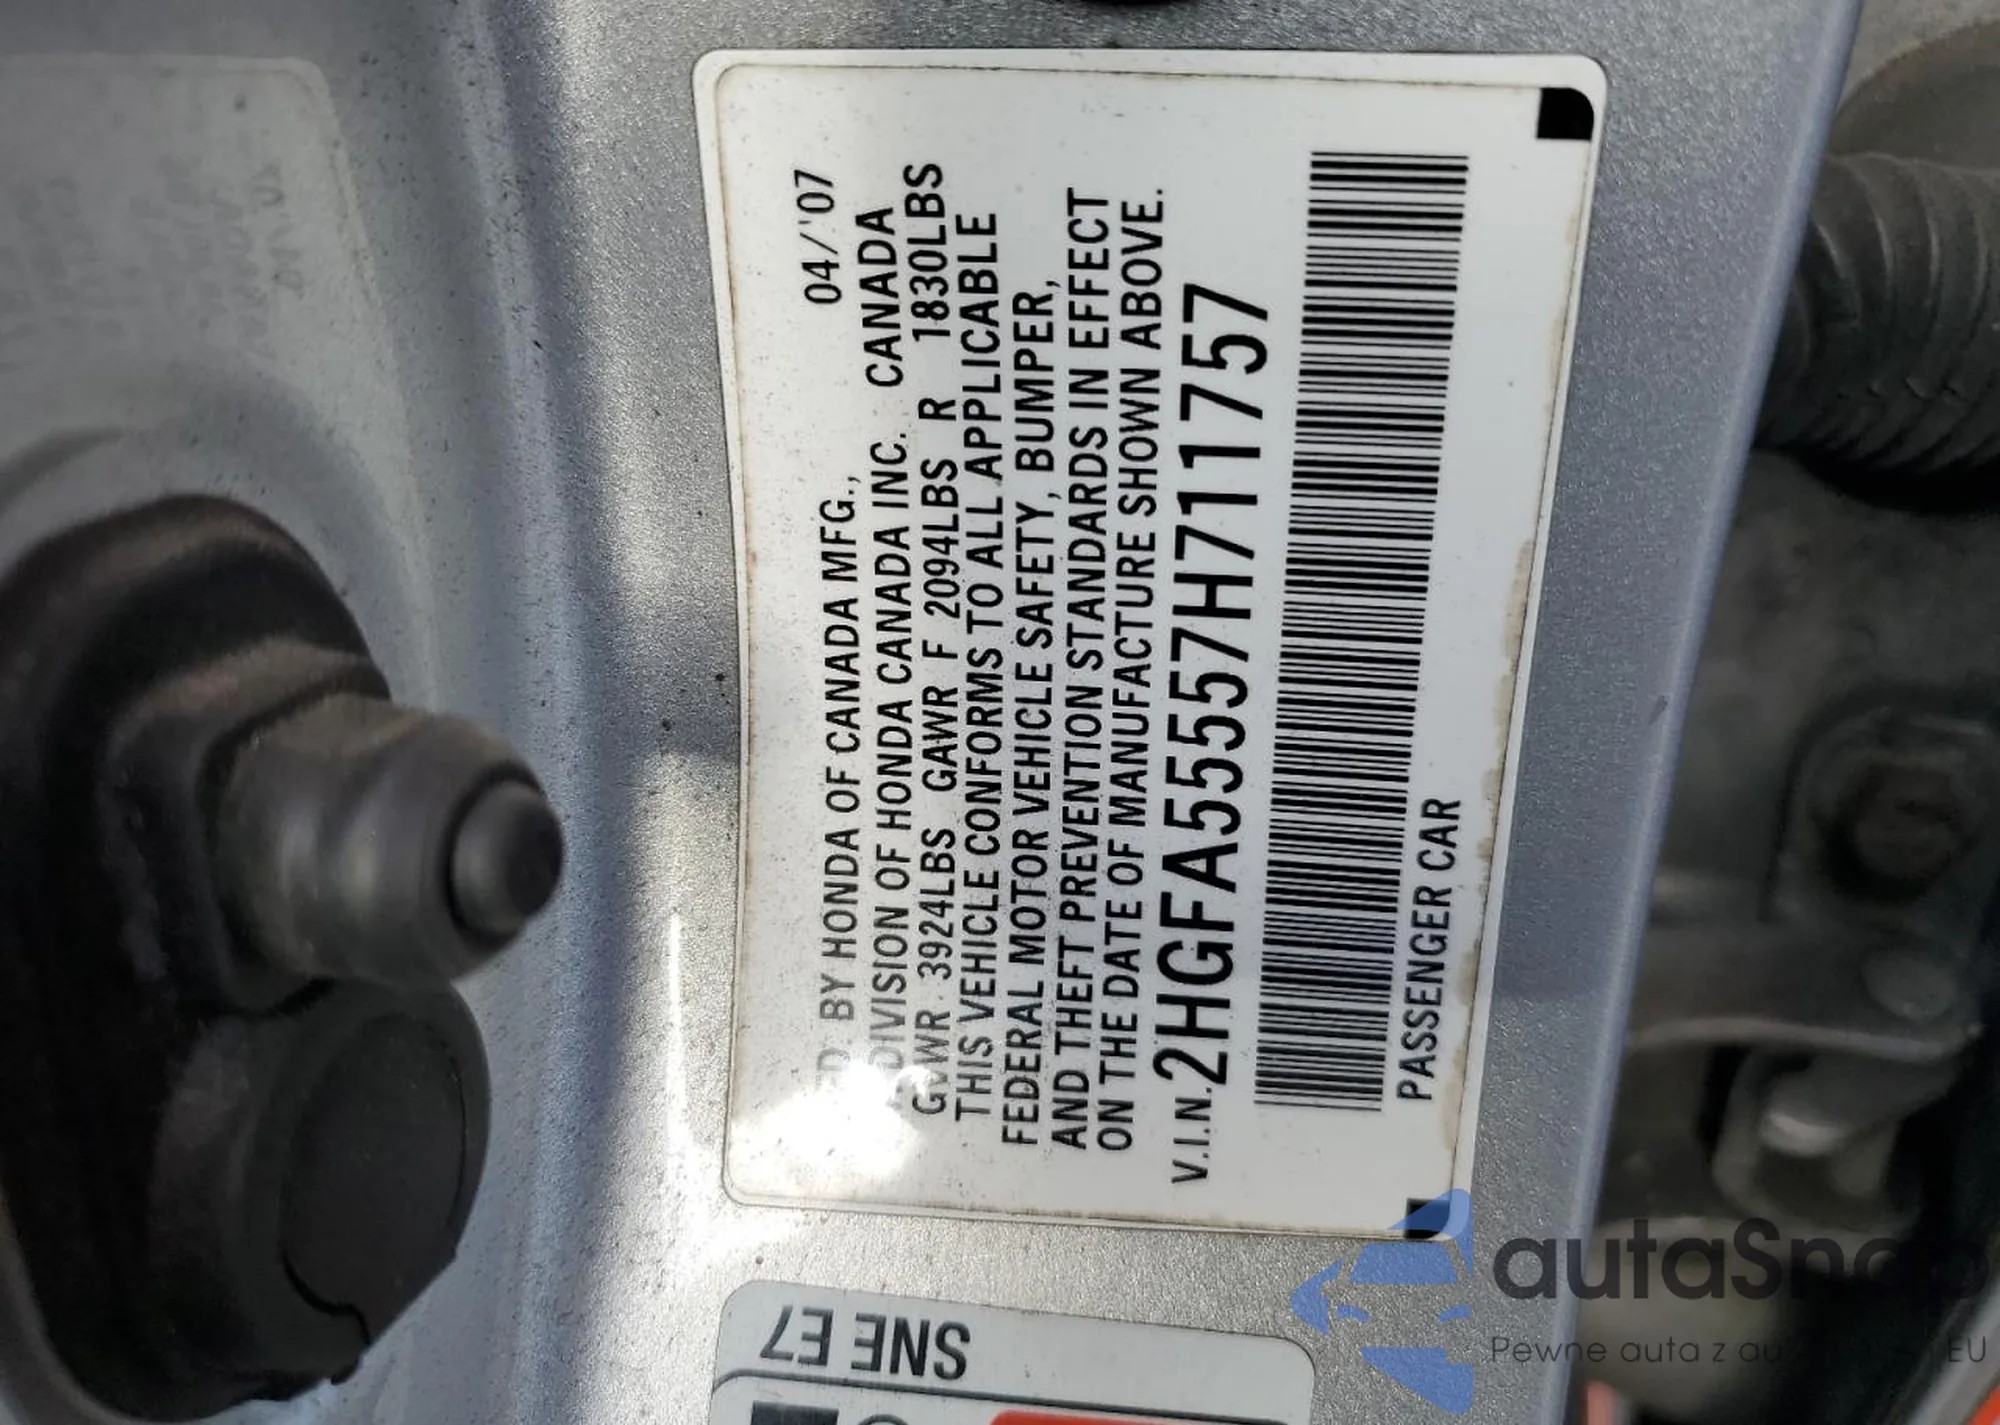 04/'07
BY HONDA OF CANADA MFG.,
DIVISION OF HONDA CANADA INC. CANADA
GVWR 3924LBS GAWR F 2094LBS R 1830LBS
THIS VEHICLE CONFORMS TO ALL APPLICABLE
FEDERAL MOTOR VEHICLE SAFETY, BUMPER,
AND THEFT PREVENTION STANDARDS IN EFFECT
ON THE DATE OF MANUFACTURE SHOWN ABOVE.
V.I.N. 2HGFA55557H711757
PASSENGER CAR
SNE E7
autaSnap
Pewne auta z EU